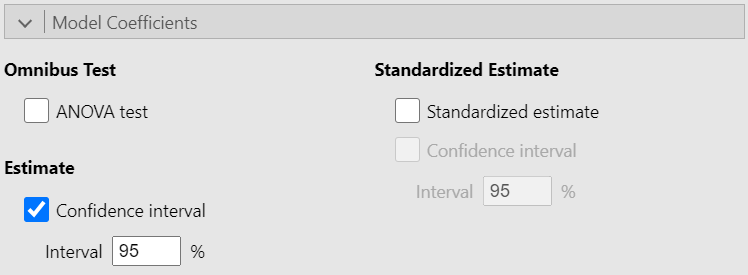 Model Coefficients
Omnibus Test
ANOVA test
Estimate
Confidence interval
Interval 95 %
Standardized Estimate
Standardized estimate
Confidence interval
Interval 95 %